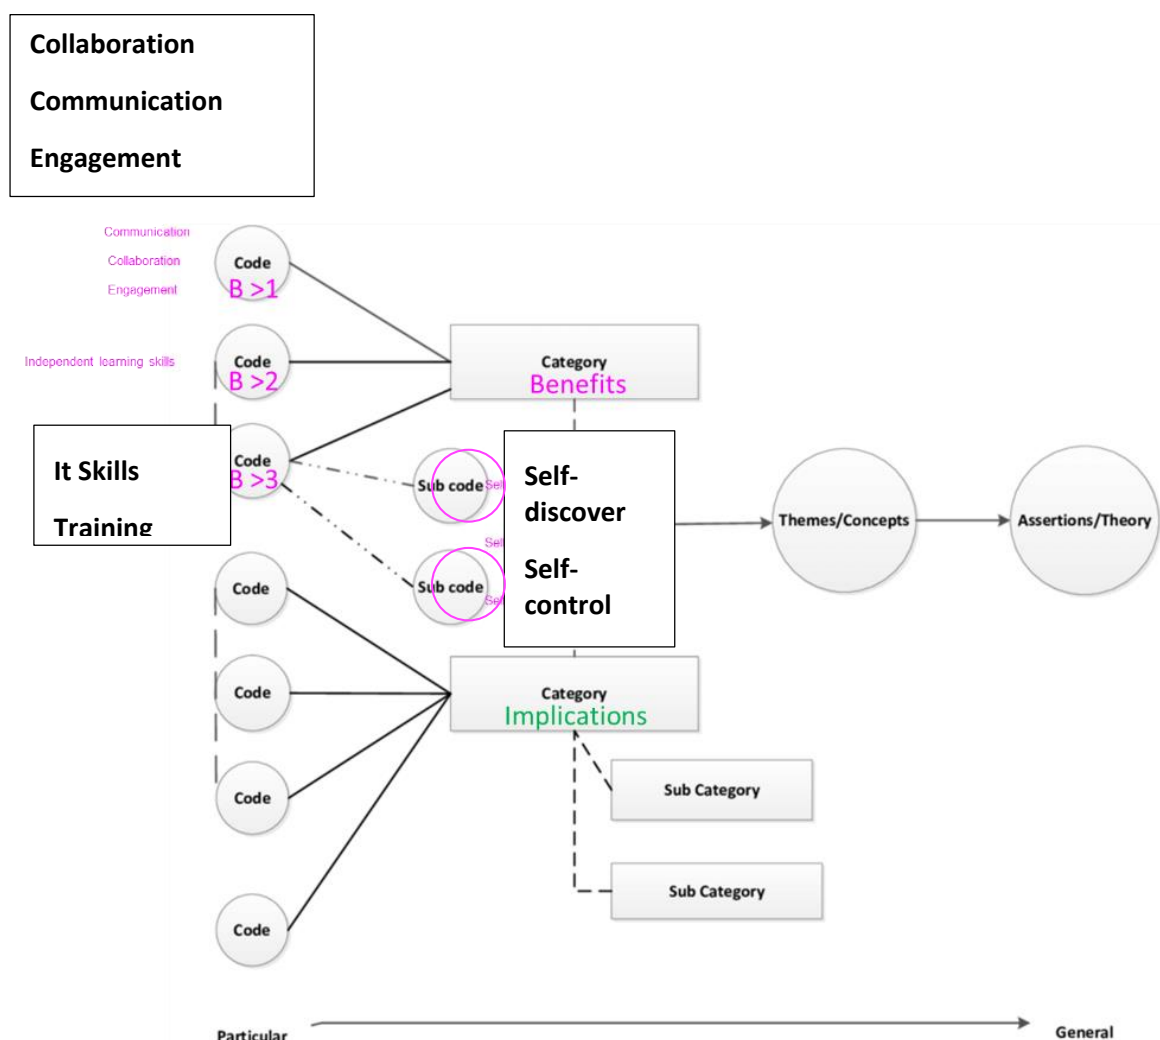 Collaboration
Communication
Engagement
Communication
Collaboration
Engagement
Code
B >1
Independent learning skills
Code
B >2
Category
Benefits
Code
B >3
It Skills
Training
Sub code
Self-
discover
Self-
control
Sub code
Themes/Concepts
Assertions/Theory
Code
Code
Category
Implications
Code
Sub Category
Sub Category
Code
Particular
General